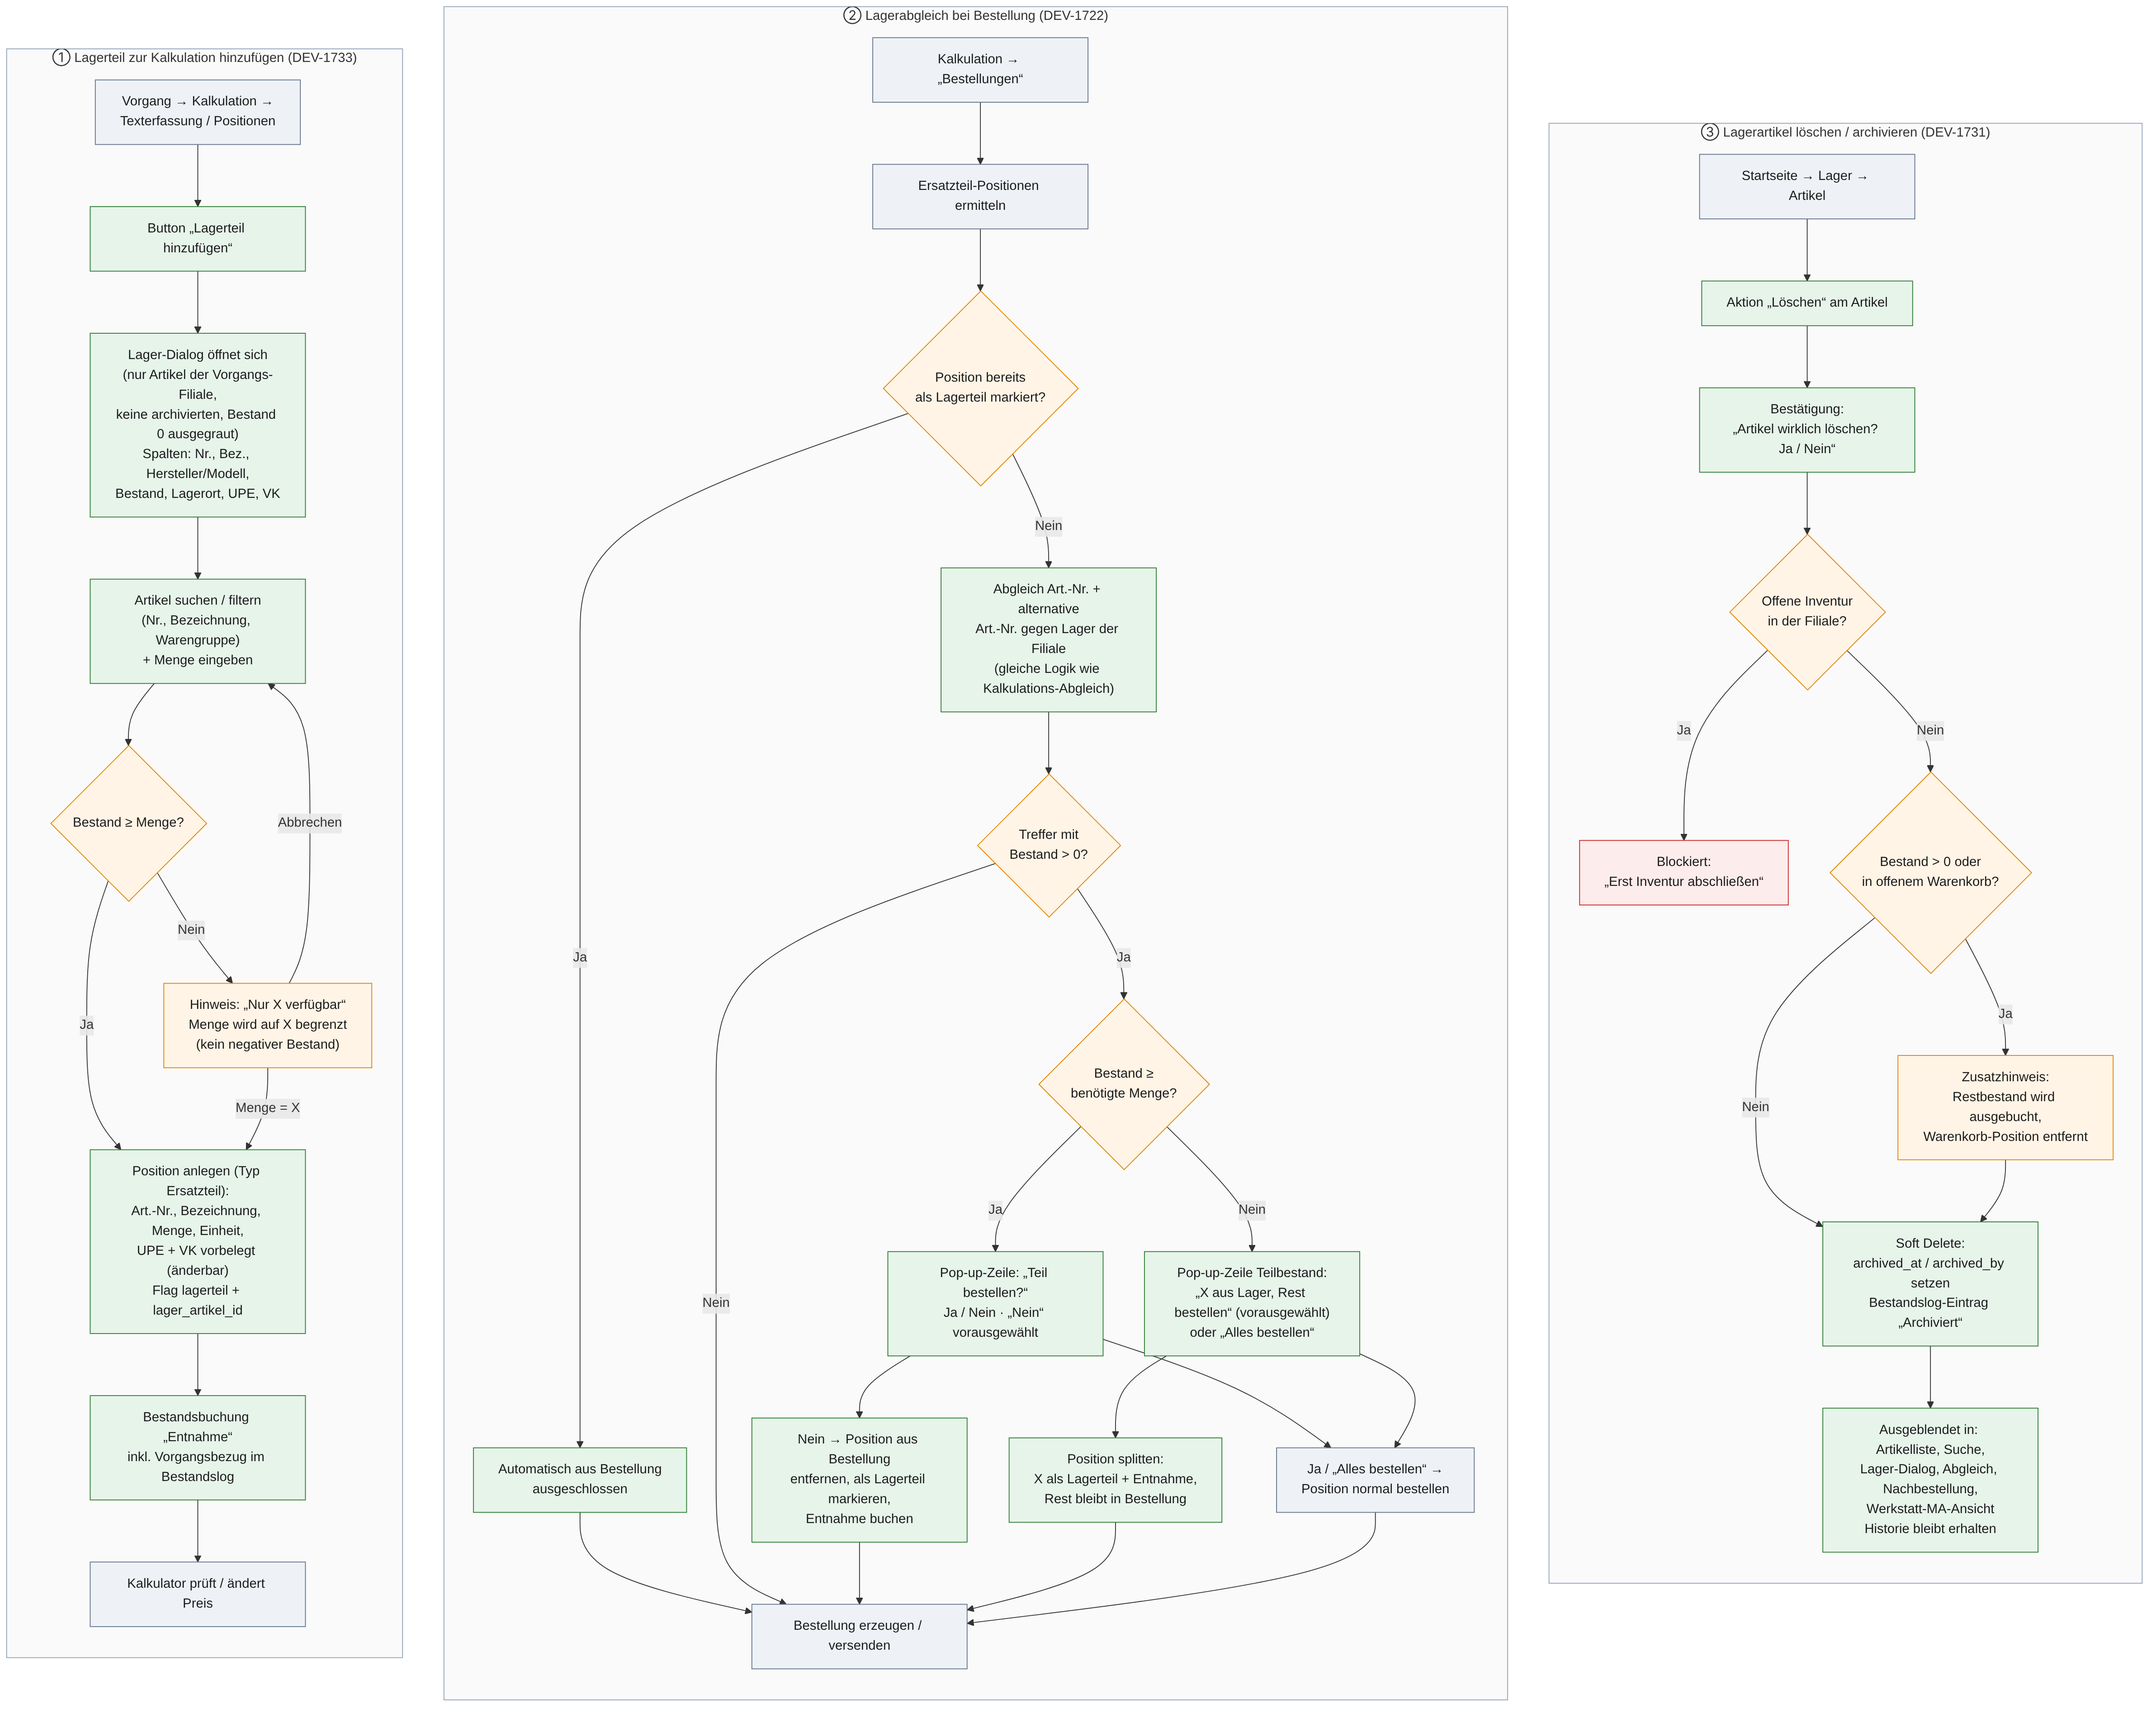 ① Lagerteil zur Kalkulation hinzufügen (DEV-1733)
Vorgang → Kalkulation →
Texterfassung / Positionen
Button „Lagerteil
hinzufügen“
Lager-Dialog öffnet sich
(nur Artikel der Vorgangs-
Filiale,
keine archivierten, Bestand
0 ausgegraut)
Spalten: Nr., Bez.,
Hersteller/Modell,
Bestand, Lagerort, UPE, VK
Artikel suchen / filtern
(Nr., Bezeichnung,
Warengruppe)
+ Menge eingeben
Bestand ≥ Menge?
Abbrechen
Nein
Ja
Hinweis: „Nur X verfügbar“
Menge wird auf X begrenzt
(kein negativer Bestand)
Menge = X
Position anlegen (Typ
Ersatzteil):
Art.-Nr., Bezeichnung,
Menge, Einheit,
UPE + VK vorbelegt
(änderbar)
Flag lagerteil +
lager_artikel_id
Bestandsbuchung
„Entnahme“
inkl. Vorgangsbezug im
Bestandslog
Kalkulator prüft / ändert
Preis
② Lagerabgleich bei Bestellung (DEV-1722)
Kalkulation →
„Bestellungen“
Ersatzteil-Positionen
ermitteln
Position bereits
als Lagerteil markiert?
Nein
Abgleich Art.-Nr. +
alternative
Art.-Nr. gegen Lager der
Filiale
(gleiche Logik wie
Kalkulations-Abgleich)
Treffer mit
Bestand > 0?
Ja
Ja
Bestand ≥
benötigte Menge?
Ja
Nein
Nein
Pop-up-Zeile: „Teil
bestellen?“
Ja / Nein · „Nein“
vorausgewählt
Pop-up-Zeile Teilbestand:
„X aus Lager, Rest
bestellen“ (vorausgewählt)
oder „Alles bestellen“
Automatisch aus Bestellung
ausgeschlossen
Nein → Position aus
Bestellung
entfernen, als Lagerteil
markieren,
Entnahme buchen
Position splitten:
X als Lagerteil + Entnahme,
Rest bleibt in Bestellung
Ja / „Alles bestellen“ →
Position normal bestellen
Bestellung erzeugen /
versenden
③ Lagerartikel löschen / archivieren (DEV-1731)
Startseite → Lager →
Artikel
Aktion „Löschen“ am Artikel
Bestätigung:
„Artikel wirklich löschen?
Ja / Nein“
Offene Inventur
in der Filiale?
Ja
Nein
Blockiert:
„Erst Inventur abschließen“
Bestand > 0 oder
in offenem Warenkorb?
Ja
Nein
Zusatzhinweis:
Restbestand wird
ausgebucht,
Warenkorb-Position entfernt
Soft Delete:
archived_at / archived_by
setzen
Bestandslog-Eintrag
„Archiviert“
Ausgeblendet in:
Artikelliste, Suche,
Lager-Dialog, Abgleich,
Nachbestellung,
Werkstatt-MA-Ansicht
Historie bleibt erhalten